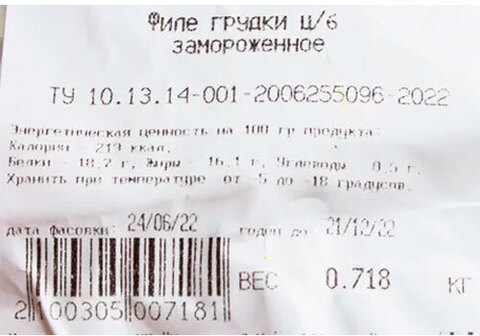 Филе грудки Ц/б
замороженное
ТУ 10.13.14-001-2006255096-2022
Энергетическая ценность на 100 гр продукта:
Калории 219 ккал,
Белки - 18,7 г, Жиры - 16,1 г, Углеводы 0,5 г.
Хранить при температуре от -5 до -18 градусов.
дата фасовки: 24/06/22 годен до 21/12/22
ВЕС 0.718 КГ
2 100305 007181